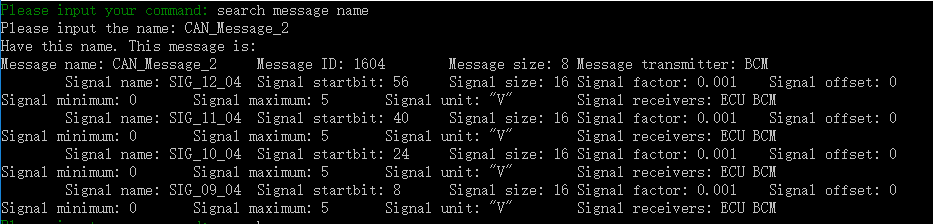 Please input your command: search message name
Please input the name: CAN_Message_2
Have this name. This message is:
Message name: CAN_Message_2 Message ID: 1604 Message size: 8 Message transmitter: BCM
Signal name: SIG_12_04 Signal startbit: 56 Signal size: 16 Signal factor: 0.001 Signal offset: 0
Signal minimum: 0 Signal maximum: 5 Signal unit: "V" Signal receivers: ECU BCM
Signal name: SIG_11_04 Signal startbit: 40 Signal size: 16 Signal factor: 0.001 Signal offset: 0
Signal minimum: 0 Signal maximum: 5 Signal unit: "V" Signal receivers: ECU BCM
Signal name: SIG_10_04 Signal startbit: 24 Signal size: 16 Signal factor: 0.001 Signal offset: 0
Signal minimum: 0 Signal maximum: 5 Signal unit: "V" Signal receivers: ECU BCM
Signal name: SIG_09_04 Signal startbit: 8 Signal size: 16 Signal factor: 0.001 Signal offset: 0
Signal minimum: 0 Signal maximum: 5 Signal unit: "V" Signal receivers: ECU BCM